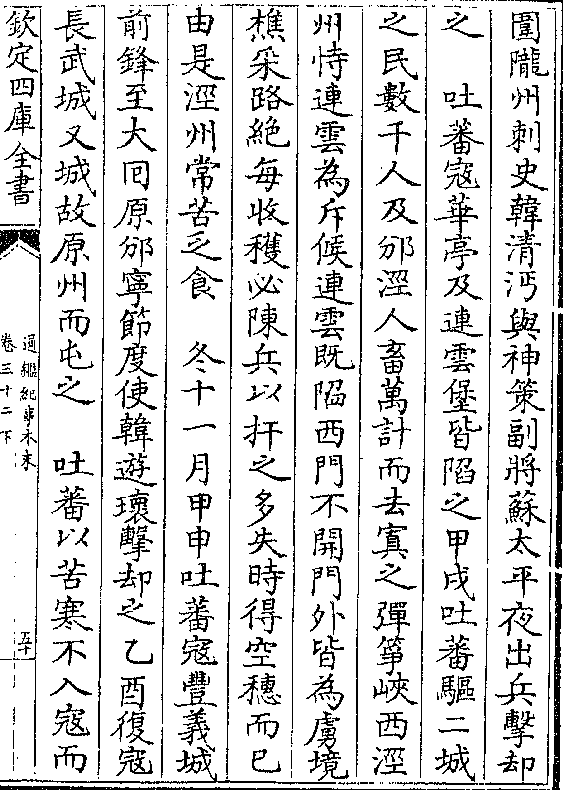 圍隴州刺史韓清沔與神策副將蘇太平夜出兵擊却
之　吐蕃寇華亭及連雲堡皆陷之甲戌吐蕃驅二城
之民數千人及邠涇人畜萬計而去寘之彈箏峽西涇
州恃連雲為斥候連雲既陷西門不開門外皆為虜境
樵采路絶每收穫必陳兵以扞之多失時得空穗而已
由是涇州常苦乏食　冬十一月甲申吐蕃寇豐義城
前鋒至大囘原邠寧節度使韓遊瓌擊却之乙酉復寇
長武城又城故原州而屯之　吐蕃以苦寒不入寇而
欽定四庫全書
通鑑紀事本末
卷三十二下
五十